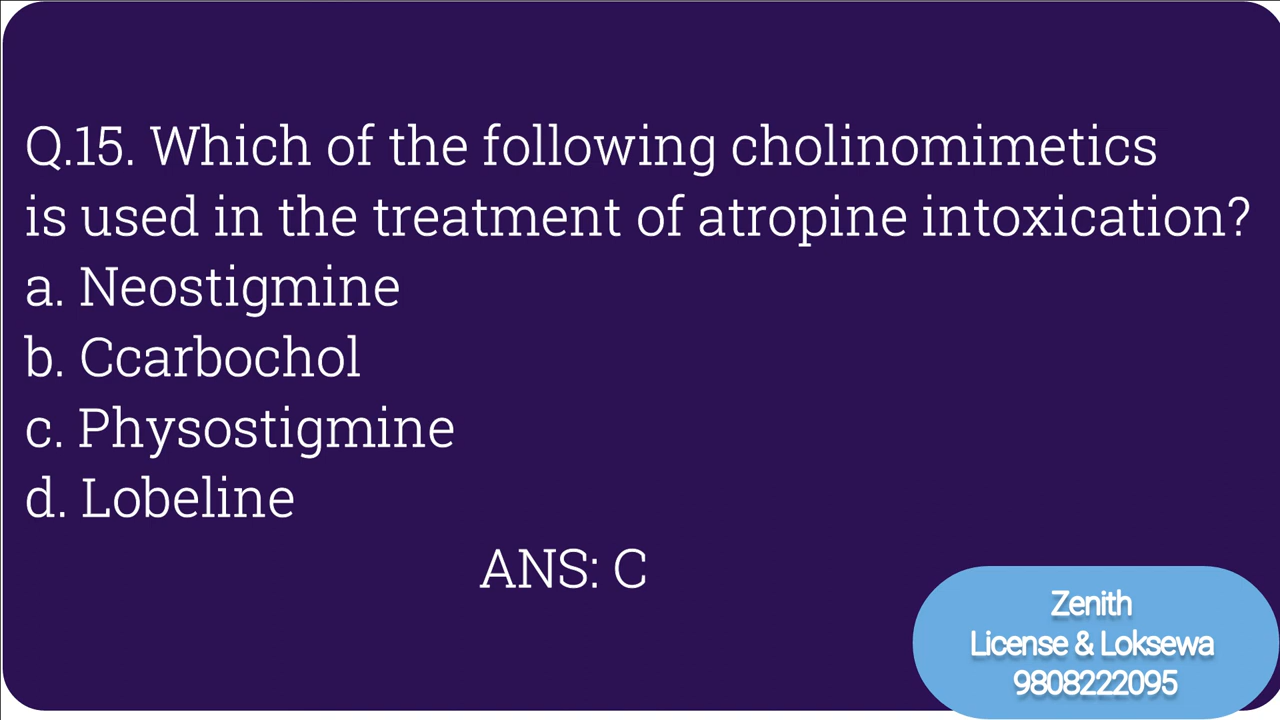 Q.15. Which of the following cholinomimetics
is used in the treatment of atropine intoxication?
a. Neostigmine
b. Ccarbochol
c. Physostigmine
d. Lobeline
ANS: C
Zenith
License & Loksewa
9808222095